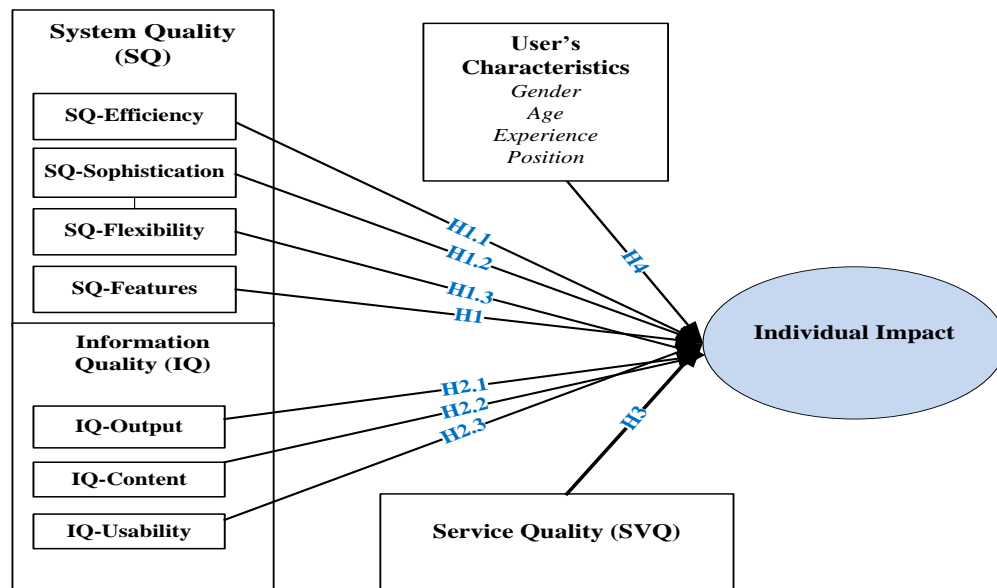 System Quality
(SQ)
SQ-Efficiency
SQ-Sophistication
SQ-Flexibility
SQ-Features
Information
Quality (IQ)
IQ-Output
IQ-Content
IQ-Usability
User's
Characteristics
Gender
Age
Experience
Position
H1.1
H1.2
H1.3
H1
H4
H2.1
H2.2
H2.3
H3
Individual Impact
Service Quality (SVQ)